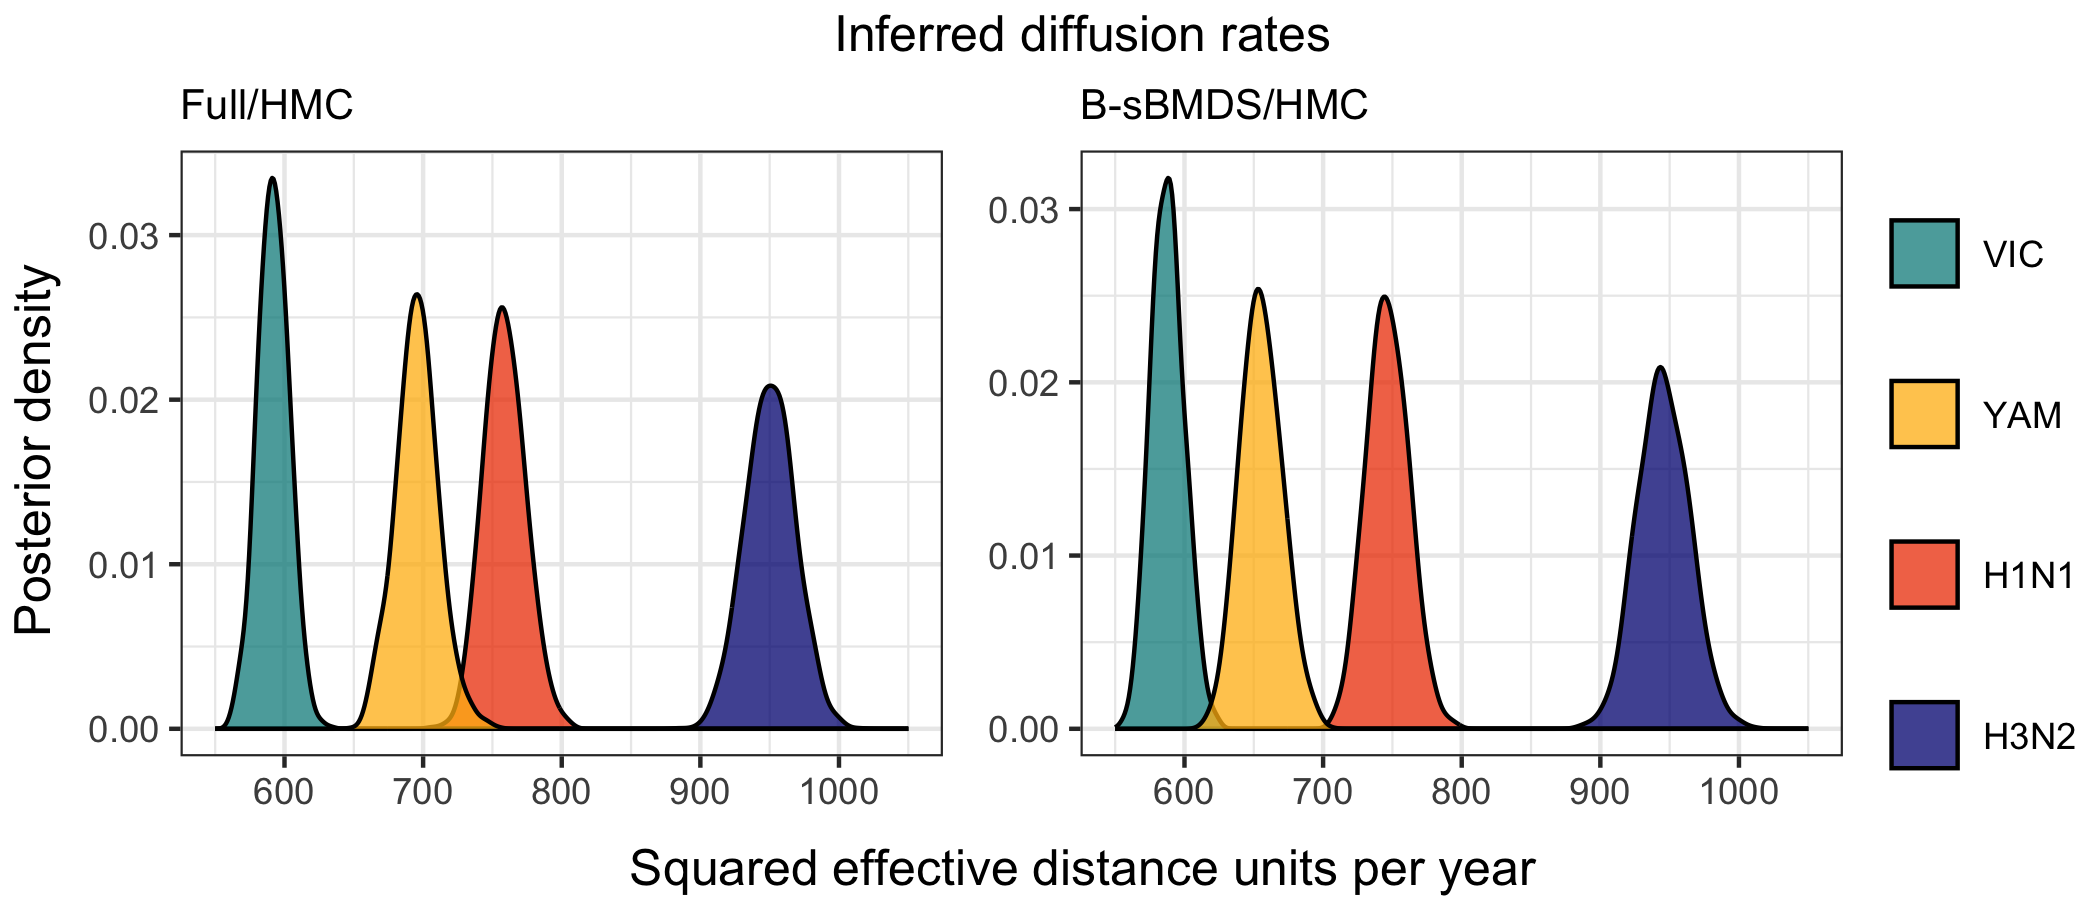 Inferred diffusion rates
Full/HMC
B-sBMDS/HMC
Posterior density
0.03
0.02
0.01
0.00
600 700 800 900 1000
0.03
0.02
0.01
0.00
600 700 800 900 1000
Squared effective distance units per year
VIC
YAM
H1N1
H3N2